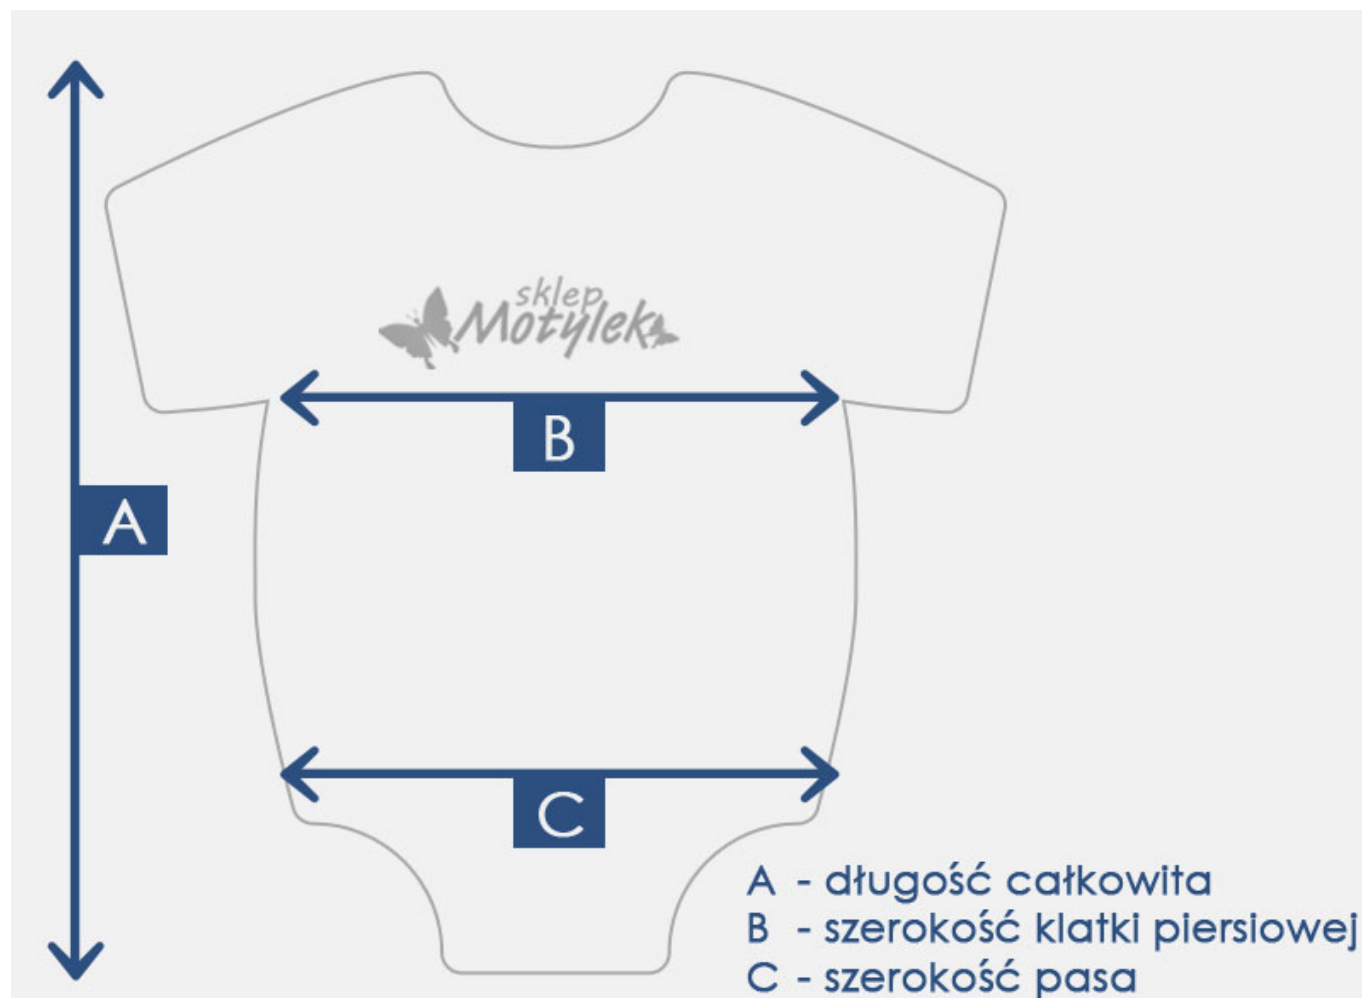 sklep
Motylek
B
A
C
A - długość całkowita
B - szerokość klatki piersiowej
C - szerokość pasa